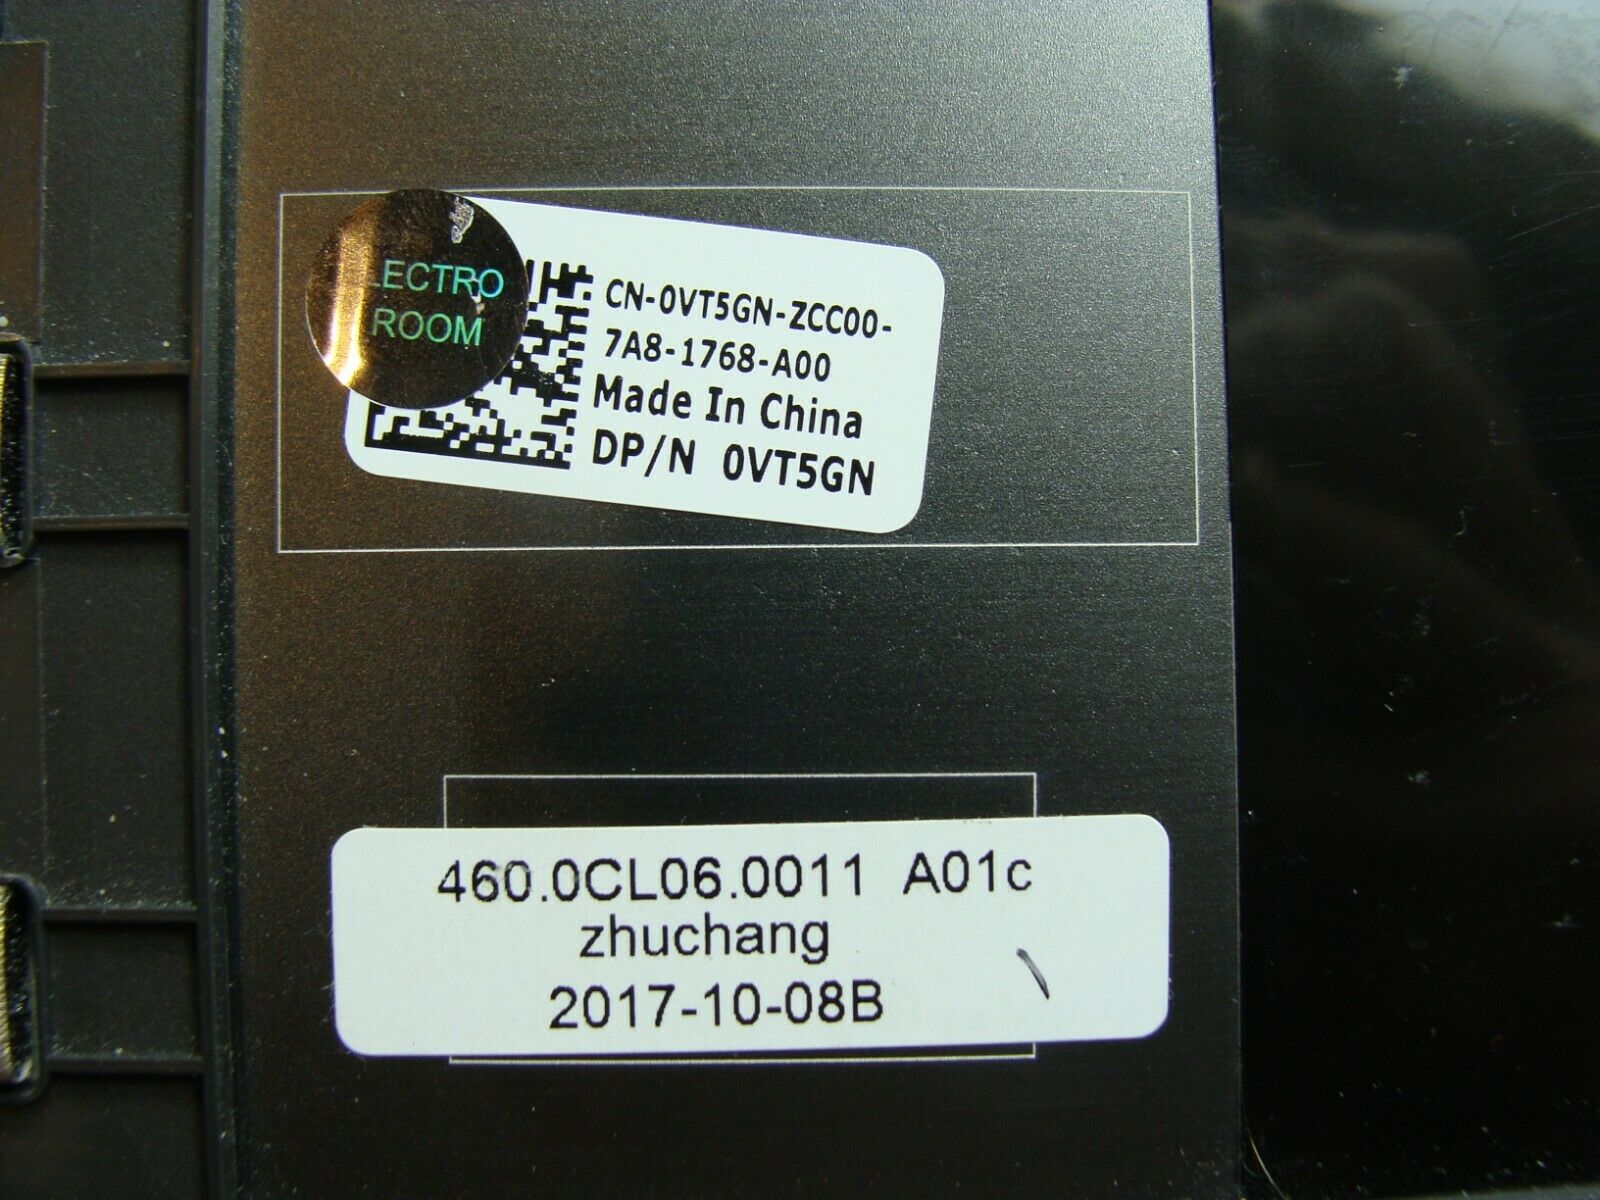 LECTRO
ROOM
CN-0VT5GN-ZCC00-
7A8-1768-A00
Made In China
DP/N 0VT5GN
460.0CL06.0011 A01c
zhuchang
2017-10-08B